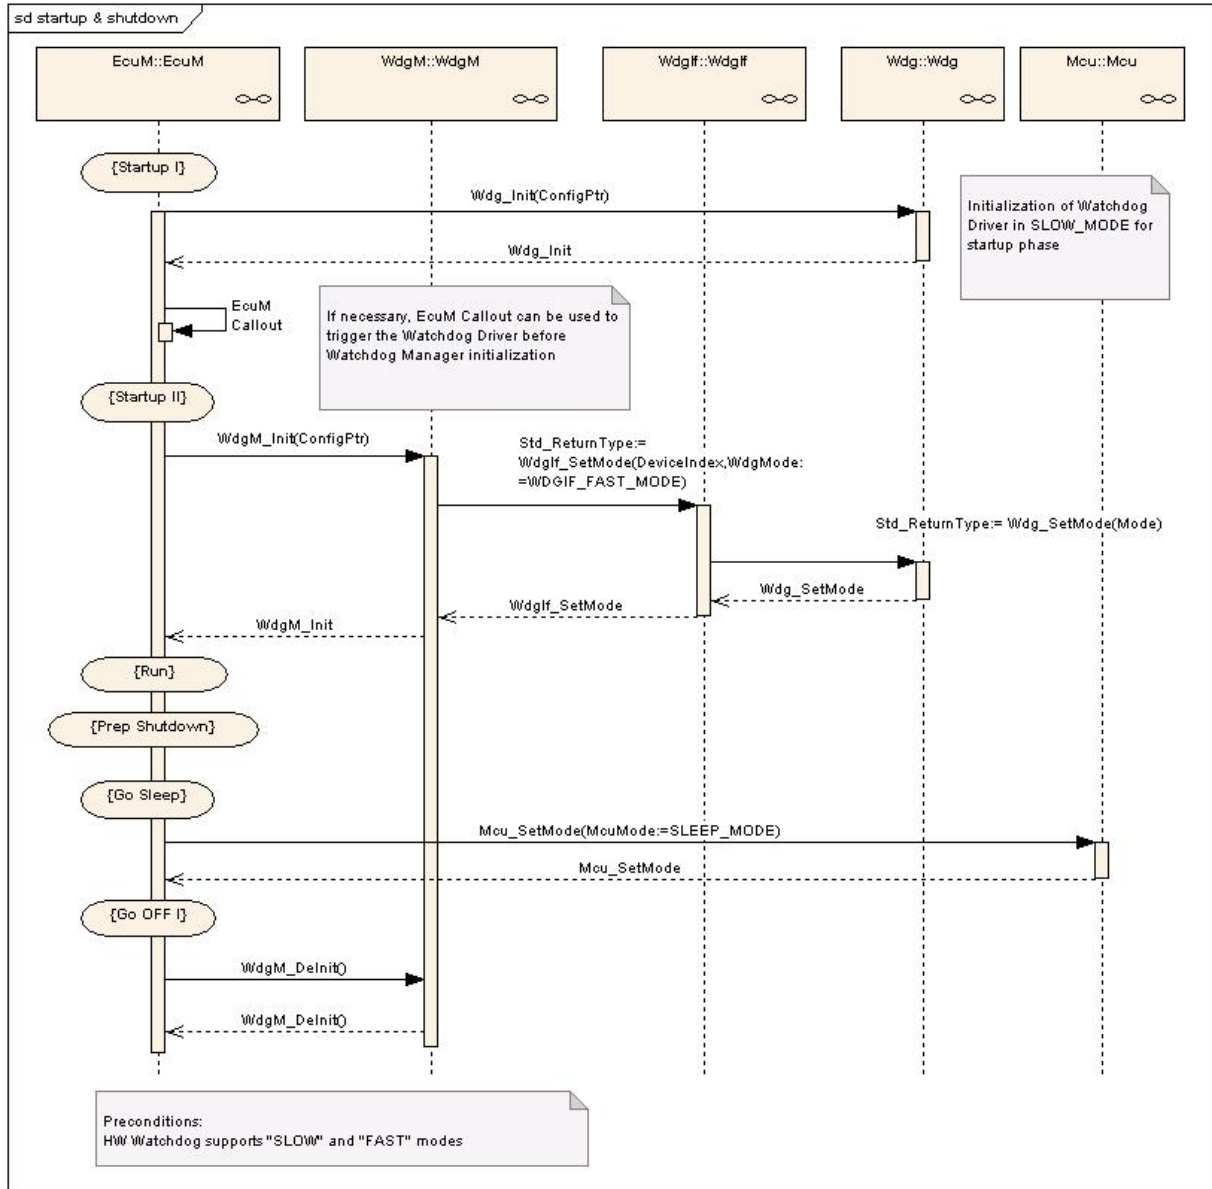 sd startup & shutdown
EcuM::EcuM
WdgM::WdgM
WdgIf::WdgIf
Wdg::Wdg
Mcu::Mcu
{Startup I}
Wdg_Init(ConfigPtr)
Initialization of Watchdog
Driver in SLOW_MODE for
startup phase
Wdg_Init
EcuM
Callout
If necessary, EcuM Callout can be used to
trigger the Watchdog Driver before
Watchdog Manager initialization
{Startup II}
WdgM_Init(ConfigPtr)
Std_ReturnType:=
WdgIf_SetMode(DeviceIndex,WdgMode:
=WDGIF_FAST_MODE)
Std_ReturnType:= Wdg_SetMode(Mode)
Wdg_SetMode
WdgIf_SetMode
WdgM_Init
{Run}
{Prep Shutdown}
{Go Sleep}
Mcu_SetMode(McuMode:=SLEEP_MODE)
Mcu_SetMode
{Go OFF I}
WdgM_DeInit()
WdgM_DeInit()
Preconditions:
HW Watchdog supports "SLOW" and "FAST" modes